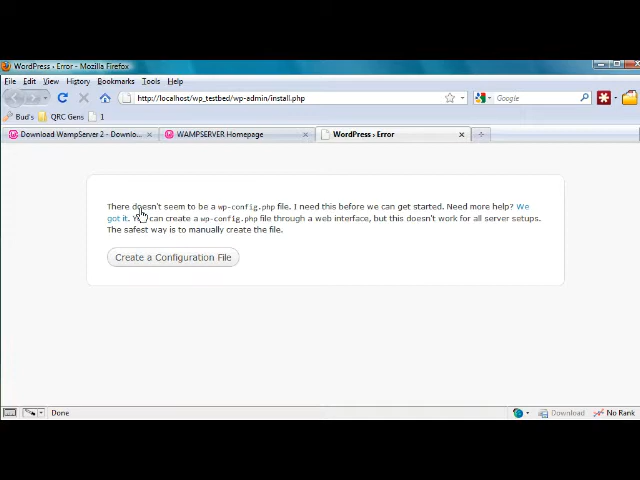 WordPress › Error - Mozilla Firefox
File Edit View History Bookmarks Tools Help
http://localhost/wp_testbed/wp-admin/install.php
Google
Bud's QRC Gens 1
Download WampServer 2 - Downlo... WAMPSERVER Homepage WordPress › Error
There doesn't seem to be a wp-config.php file. I need this before we can get started. Need more help? We
got it. You can create a wp-config.php file through a web interface, but this doesn't work for all server setups.
The safest way is to manually create the file.
Create a Configuration File
Done Download No Rank